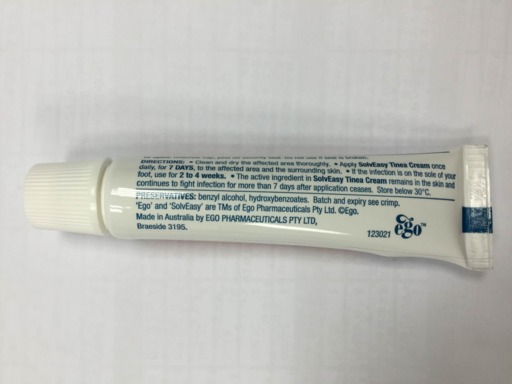 DIRECTIONS: • Clean and dry the affected area thoroughly. • Apply SolvEasy Tinea Cream once
daily, for 7 DAYS, to the affected area and the surrounding skin. • If the infection is on the sole of your
foot, use for 2 to 4 weeks. • The active ingredient in SolvEasy Tinea Cream remains in the skin and
continues to fight infection for more than 7 days after application ceases. Store below 30°C.
PRESERVATIVES: benzyl alcohol, hydroxybenzoates. Batch and expiry see crimp.
'Ego' and 'SolvEasy' are TMs of Ego Pharmaceuticals Pty Ltd. ©Ego.
Made in Australia by EGO PHARMACEUTICALS PTY LTD,
Braeside 3195.
123021
ego™